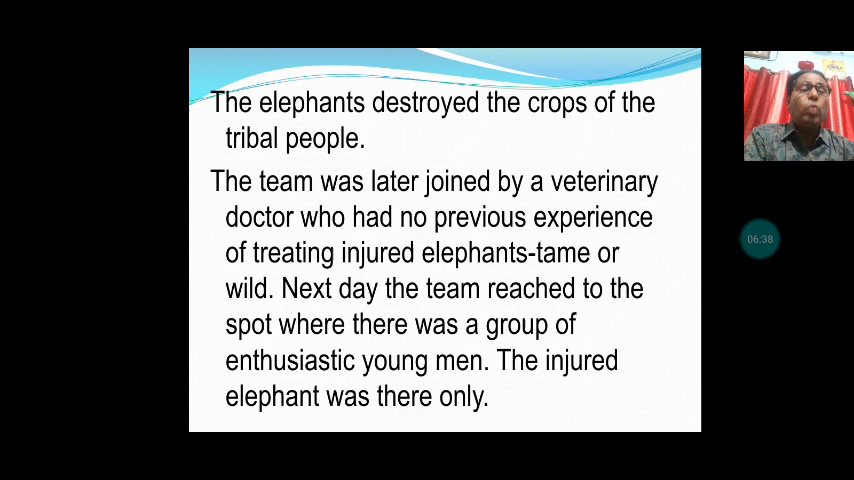 The elephants destroyed the crops of the
tribal people.
The team was later joined by a veterinary
doctor who had no previous experience
of treating injured elephants-tame or
wild. Next day the team reached to the
spot where there was a group of
enthusiastic young men. The injured
elephant was there only.
06:38